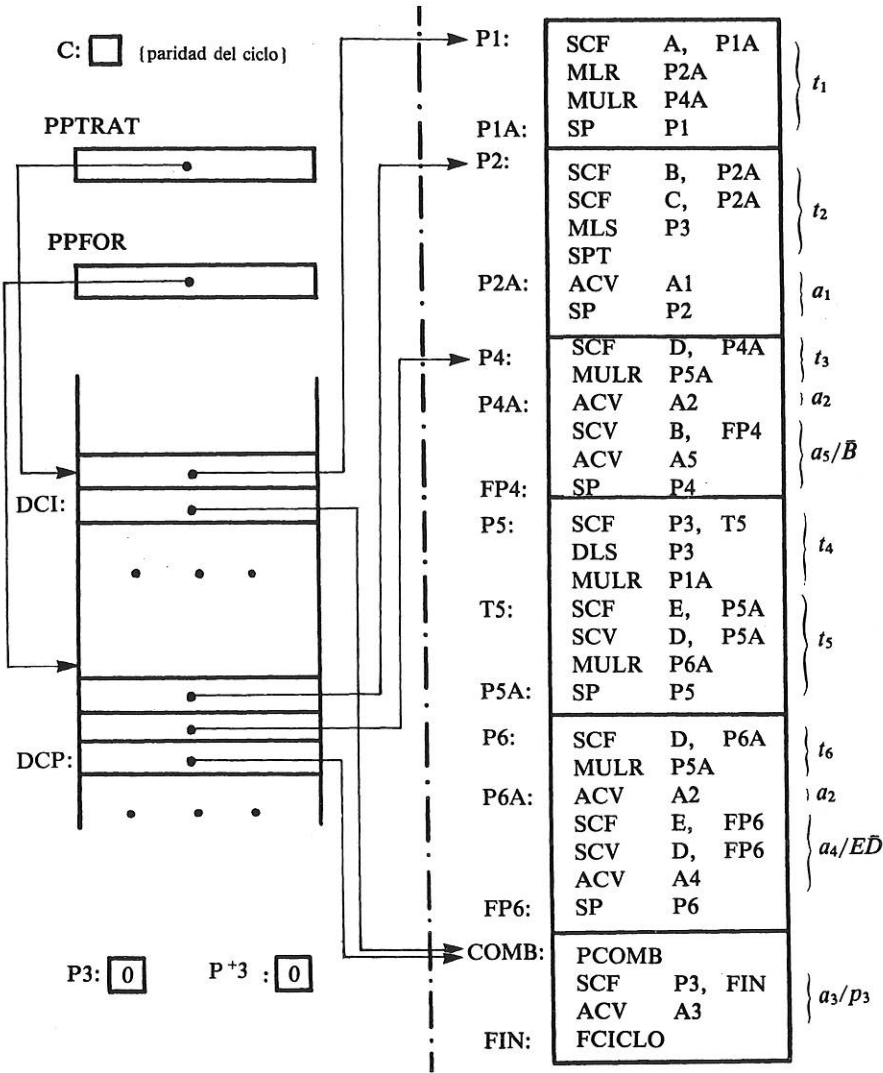 C: {paridad del ciclo}
PPTRAT
PPFOR
DCI:
DCP:
P3: 0 P+3 : 0
P1: SCF A, P1A
MLR P2A
MULR P4A
P1A: SP P1
t1
P2: SCF B, P2A
SCF C, P2A
MLS P3
SPT
t2
P2A: ACV A1
SP P2
a1
P4: SCF D, P4A
MULR P5A
t3
P4A: ACV A2
a2
SCV B, FP4
ACV A5
FP4: SP P4
a5/B̄
P5: SCF P3, T5
DLS P3
MULR P1A
t4
T5: SCF E, P5A
SCV D, P5A
MULR P6A
P5A: SP P5
t5
P6: SCF D, P6A
MULR P5A
t6
P6A: ACV A2
a2
SCF E, FP6
SCV D, FP6
ACV A4
a4/ED̄
FP6: SP P6
COMB: PCOMB
SCF P3, FIN
ACV A3
a3/p3
FIN: FCICLO